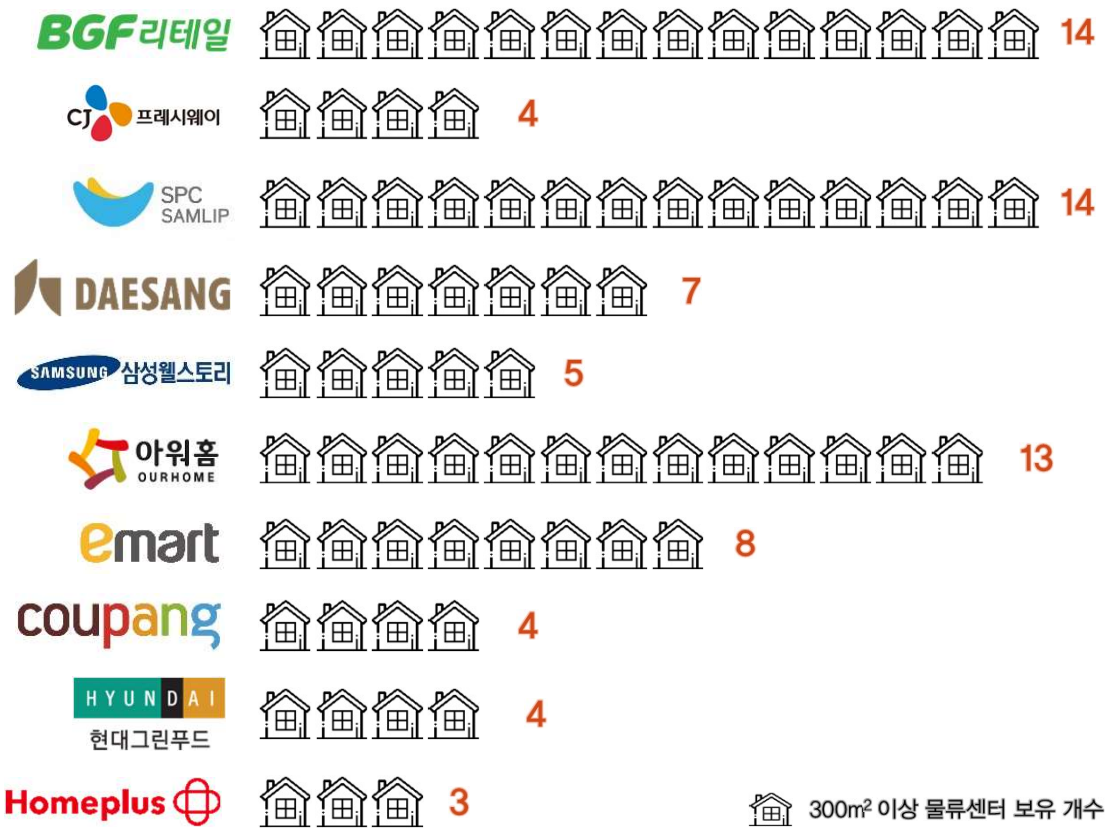 BGF리테일 14
CJ 프레시웨이 4
SPC
SAMLIP 14
DAESANG 7
SAMSUNG 삼성웰스토리 5
아워홈
OURHOME 13
emart 8
coupang 4
HYUNDAI
현대그린푸드 4
Homeplus 3
300m² 이상 물류센터 보유 개수